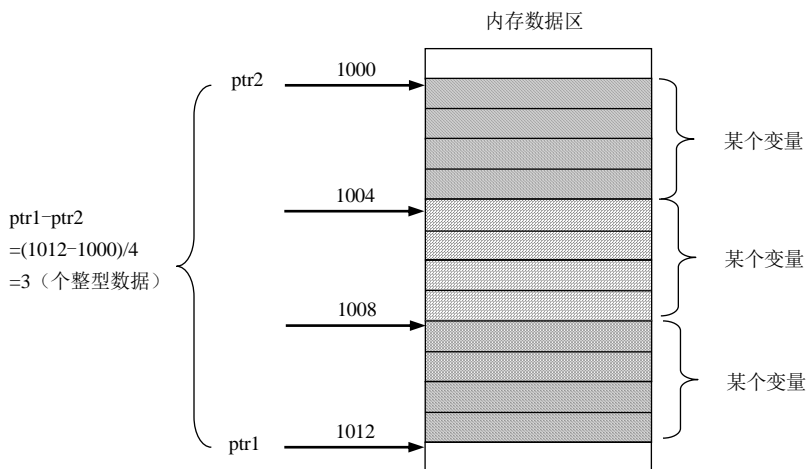 内存数据区
ptr2
1000
某个变量
1004
ptr1-ptr2
=(1012-1000)/4
=3（个整型数据）
某个变量
1008
某个变量
ptr1
1012